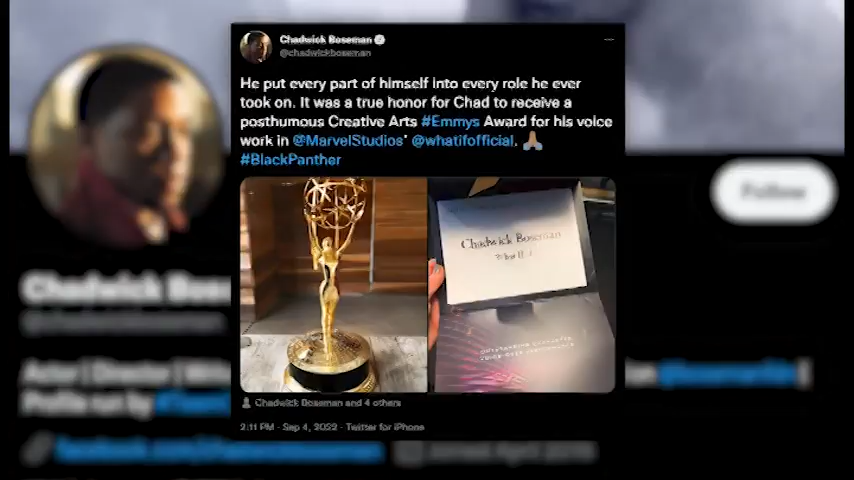 Chadwick Boseman
@chadwickboseman
He put every part of himself into every role he ever
took on. It was a true honor for Chad to receive a
posthumous Creative Arts #Emmys Award for his voice
work in @MarvelStudios' @whatifofficial. 🙏🏽
#BlackPanther
Chadwick Boseman
Chadwick Boseman and 4 others
2:11 PM · Sep 4, 2022 · Twitter for iPhone
Follow
Chadwick Bos